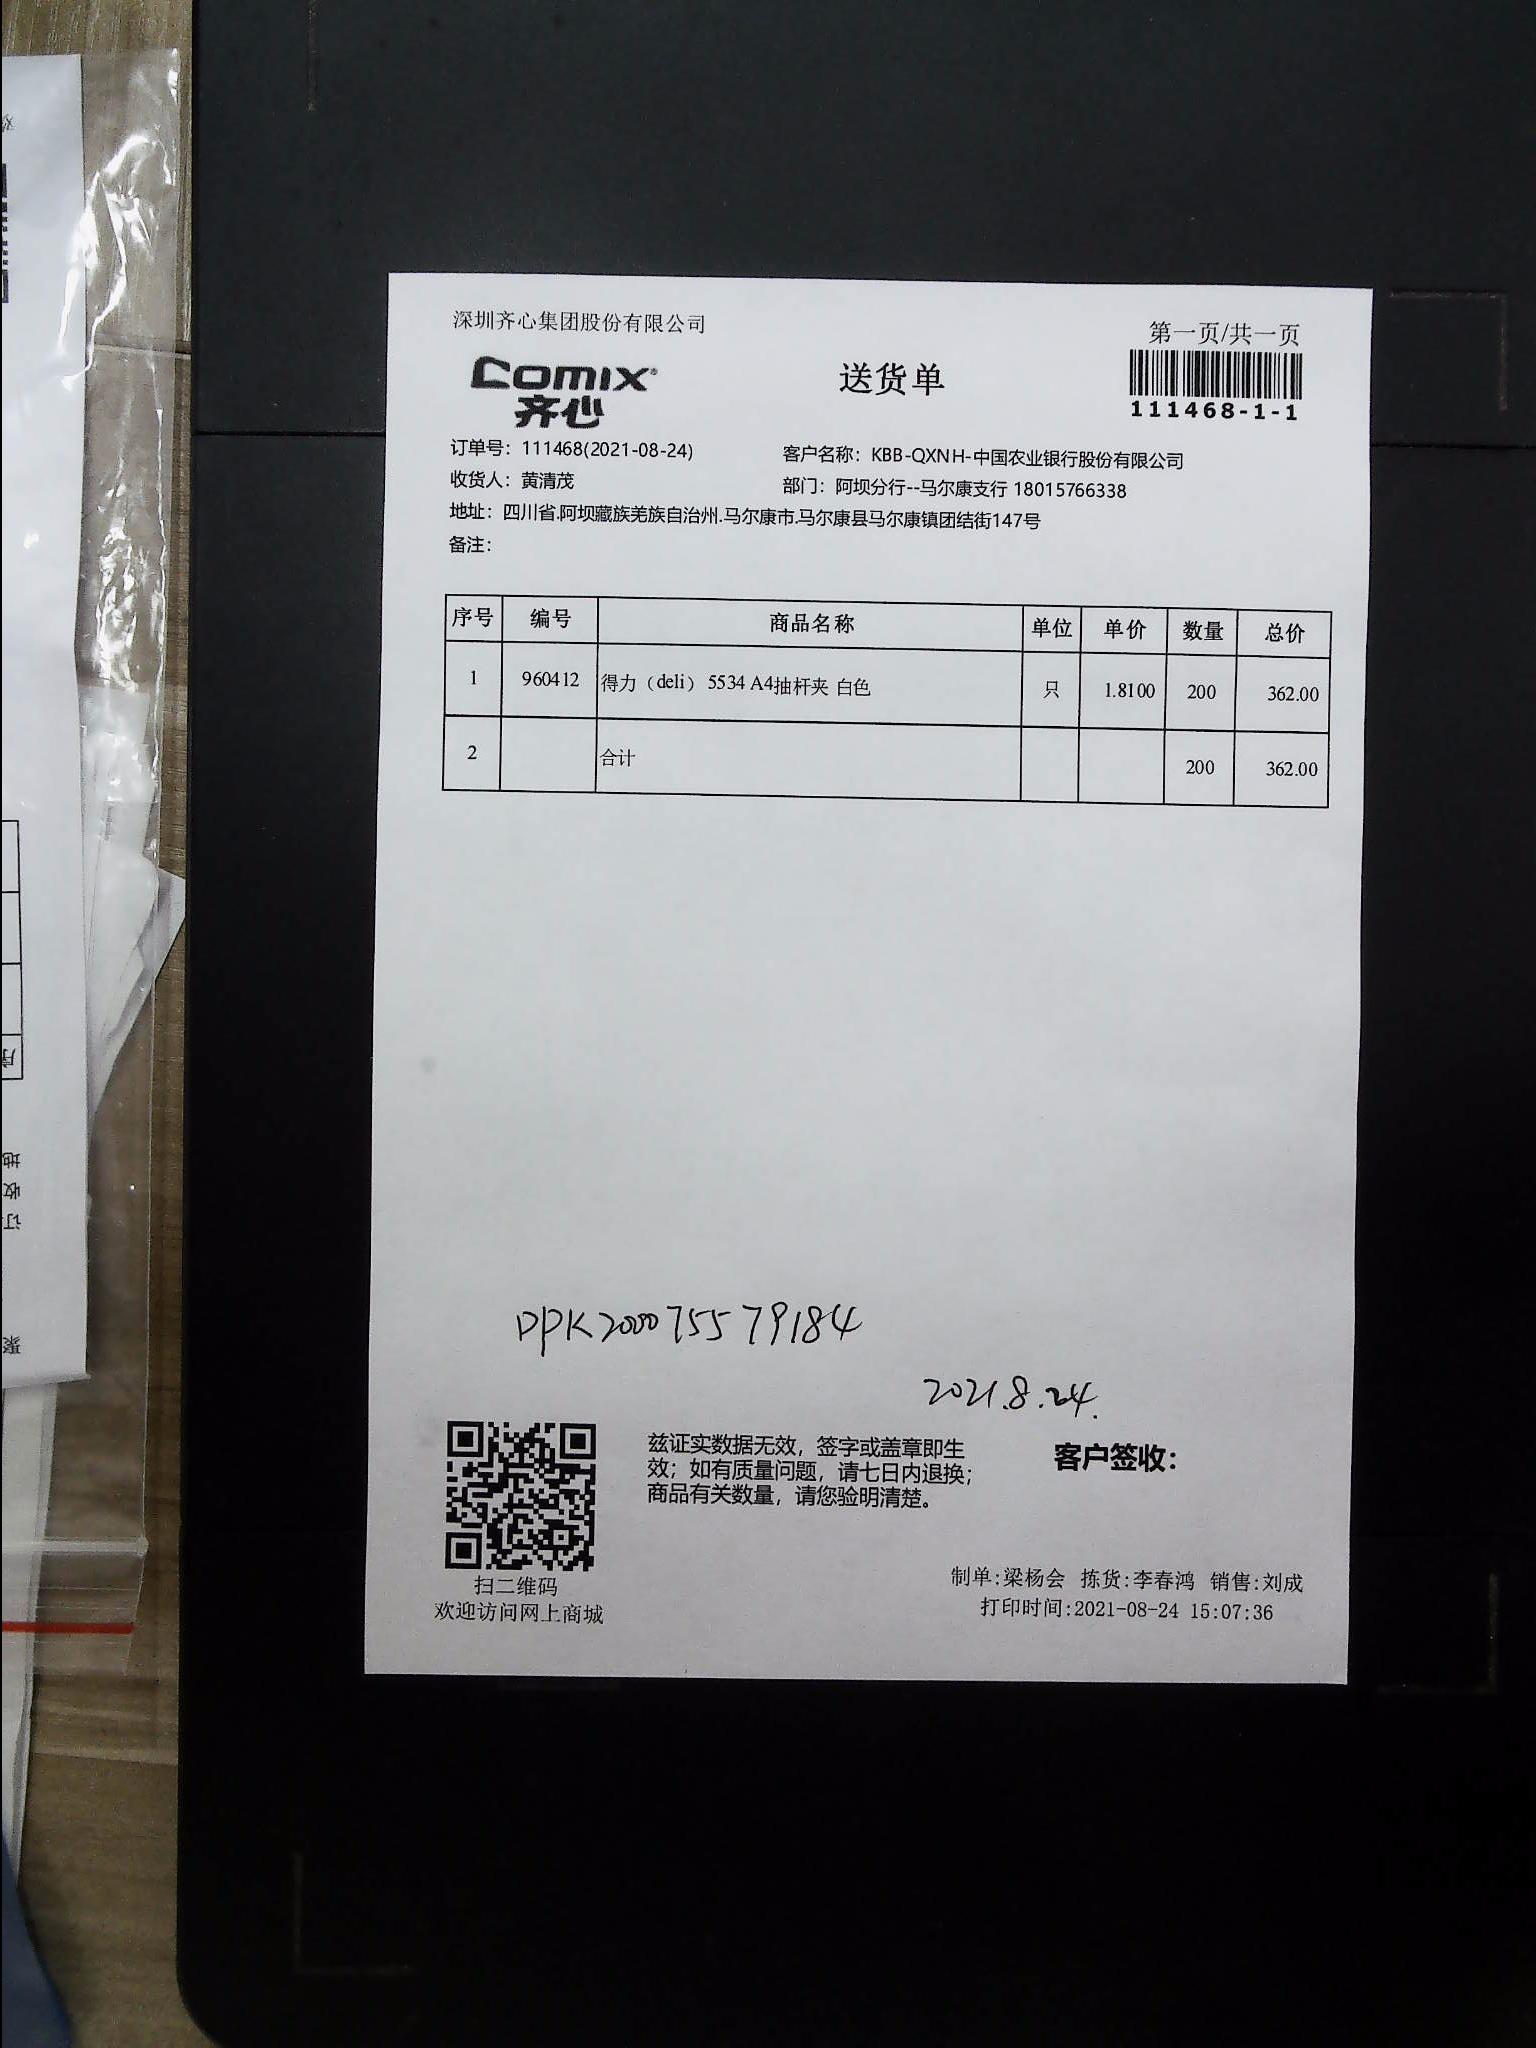 深圳齐心集团股份有限公司
第一页/共一页
Comix
齐心
送货单
111468-1-1
订单号：111468(2021-08-24)
客户名称：KBB-QXNH-中国农业银行股份有限公司
收货人：黄清茂
部门：阿坝分行--马尔康支行 18015766338
地址：四川省.阿坝藏族羌族自治州.马尔康市.马尔康县马尔康镇团结街147号
备注：
序号 编号 商品名称 单位 单价 数量 总价
1 960412 得力（deli） 5534 A4抽杆夹 白色 只 1.8100 200 362.00
2 合计 200 362.00
DPK200075579184
2021.8.24.
兹证实数据无效，签字或盖章即生
效；如有质量问题，请七日内退换；
商品有关数量，请您验明清楚。
客户签收：
扫二维码
欢迎访问网上商城
制单:梁杨会 拣货:李春鸿 销售:刘成
打印时间:2021-08-24 15:07:36
序
地
收
订
聚